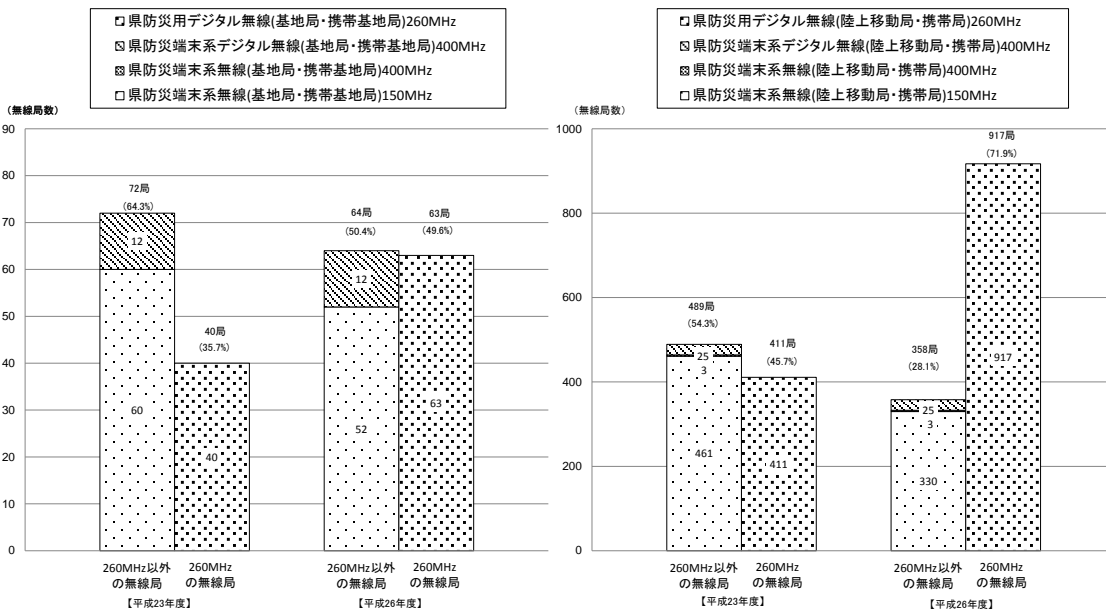 県防災用デジタル無線(基地局・携帯基地局)260MHz
県防災端末系デジタル無線(基地局・携帯基地局)400MHz
県防災端末系無線(基地局・携帯基地局)400MHz
県防災端末系無線(基地局・携帯基地局)150MHz
(無線局数)
90
80
70
60
50
40
30
20
10
0
72局
(64.3%)
12
60
40局
(35.7%)
40
64局
(50.4%)
12
52
63局
(49.6%)
63
260MHz以外
の無線局
260MHz
の無線局
260MHz以外
の無線局
260MHz
の無線局
【平成23年度】
【平成26年度】
県防災用デジタル無線(陸上移動局・携帯局)260MHz
県防災端末系デジタル無線(陸上移動局・携帯局)400MHz
県防災端末系無線(陸上移動局・携帯局)400MHz
県防災端末系無線(陸上移動局・携帯局)150MHz
(無線局数)
1000
800
600
400
200
0
489局
(54.3%)
25
3
461
411局
(45.7%)
411
358局
(28.1%)
25
3
330
917局
(71.9%)
917
260MHz以外
の無線局
260MHz
の無線局
260MHz以外
の無線局
260MHz
の無線局
【平成23年度】
【平成26年度】